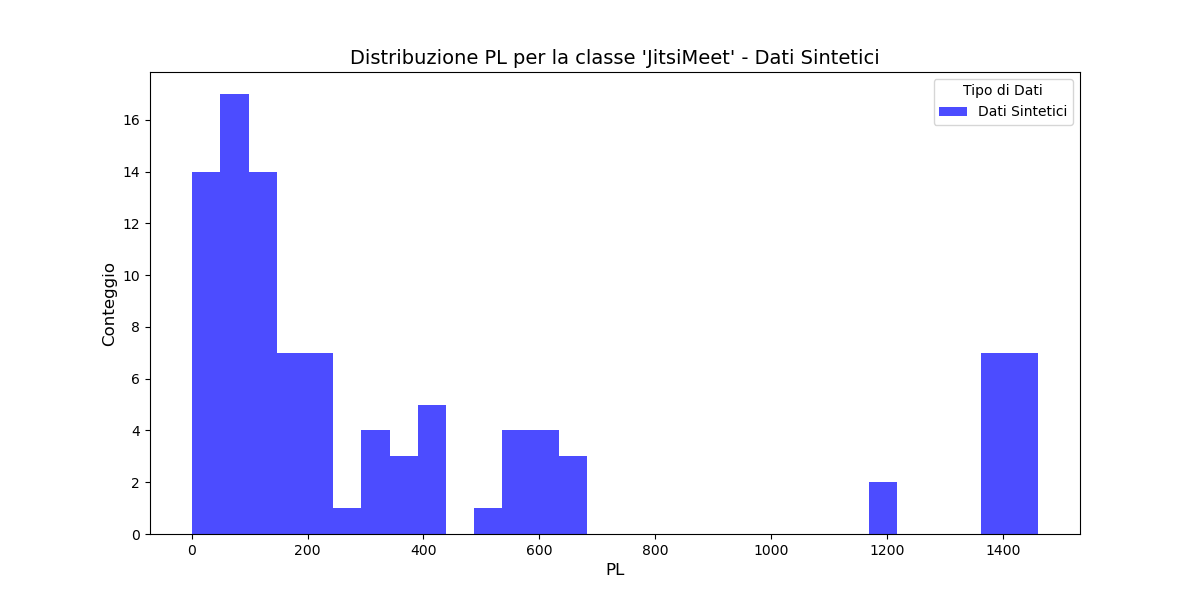 Distribuzione PL per la classe 'JitsiMeet' - Dati Sintetici
Tipo di Dati
Dati Sintetici
Conteggio
16
14
12
10
8
6
4
2
0
0 200 400 600 800 1000 1200 1400
PL